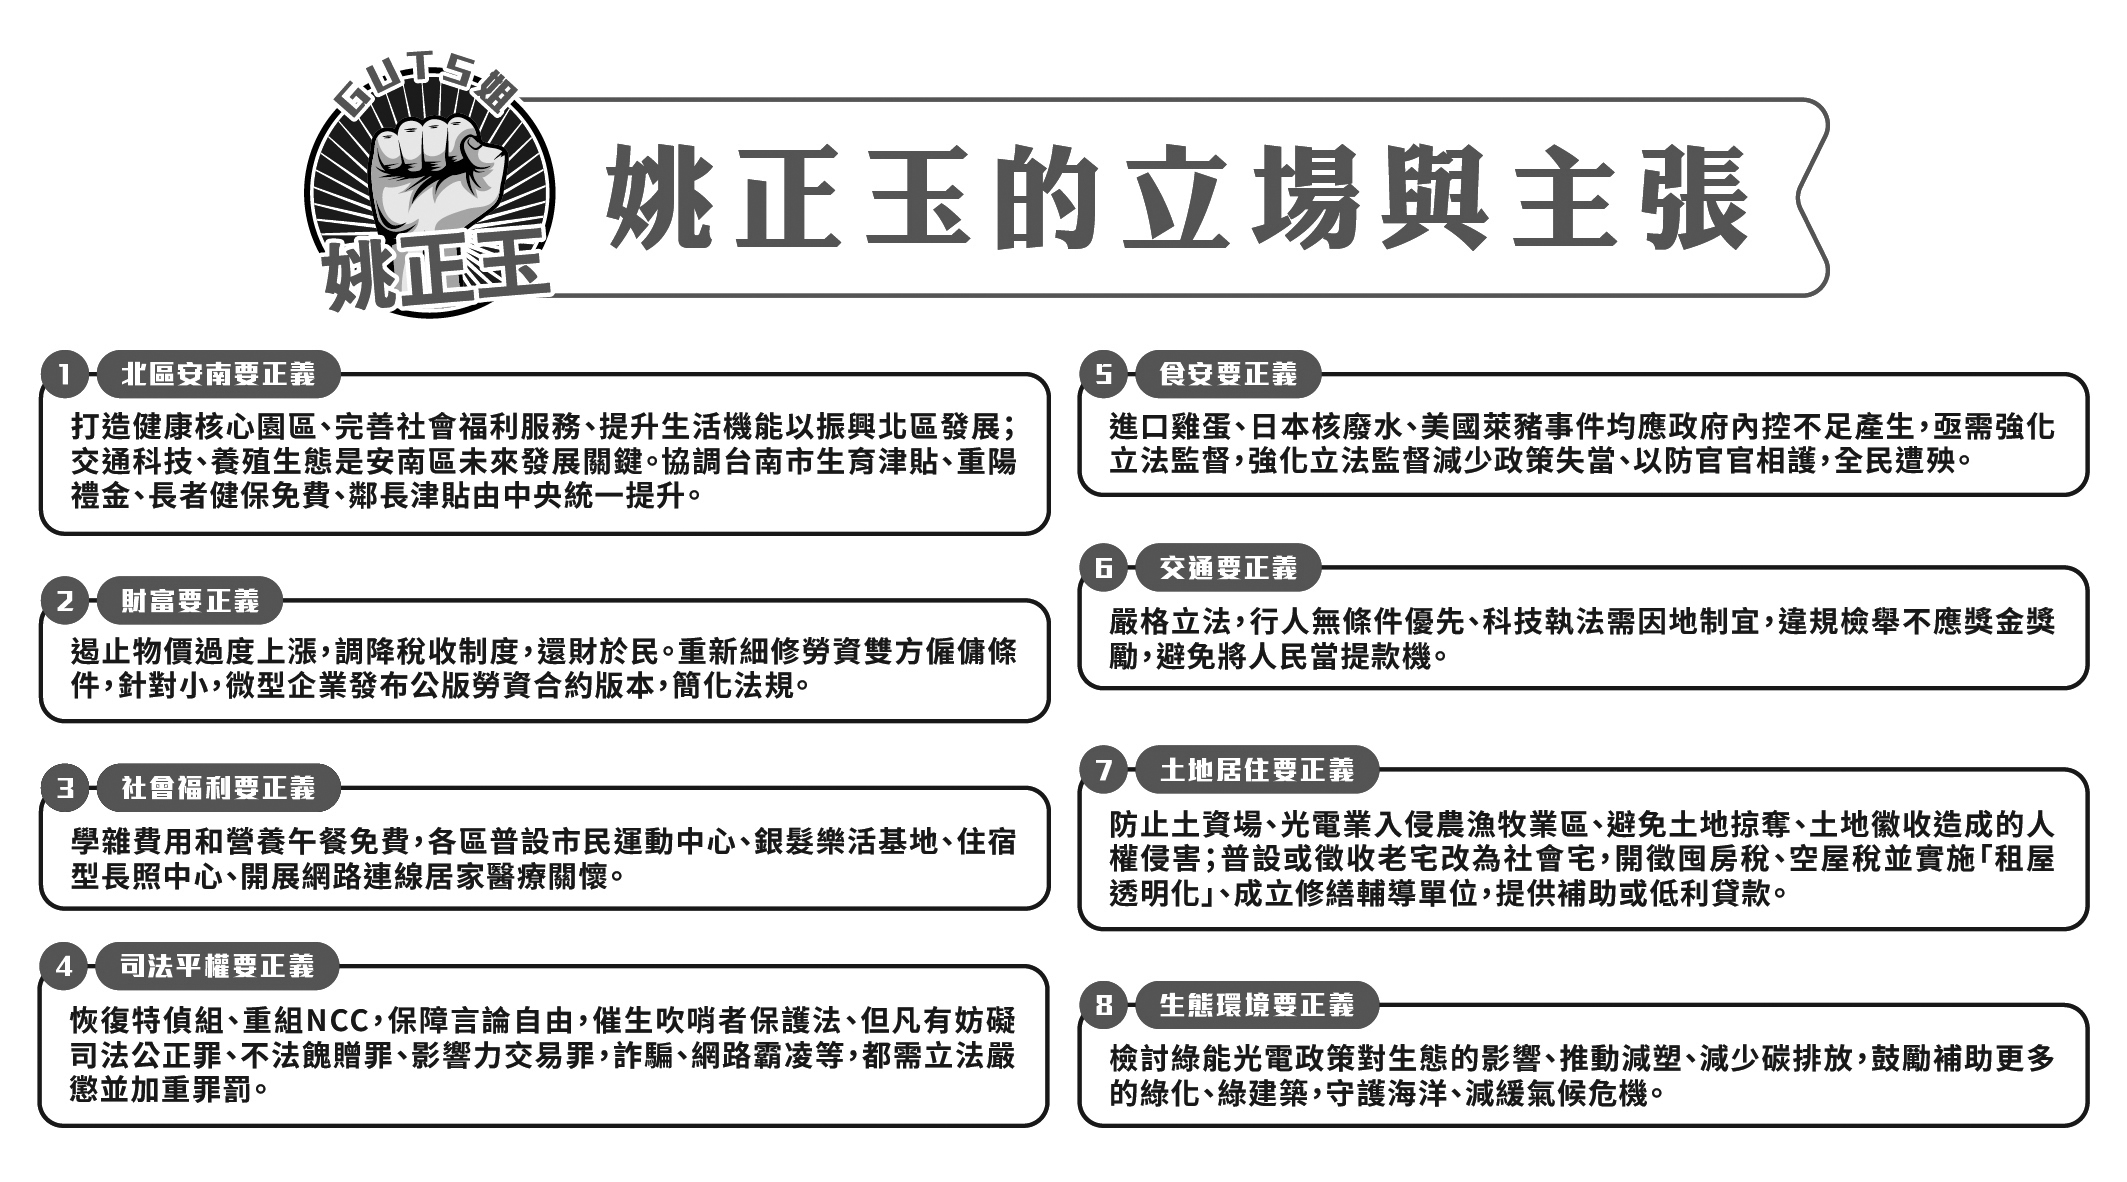 GUTS姐
姚正玉
姚正玉的立場與主張
1 北區安南要正義
打造健康核心園區、完善社會福利服務、提升生活機能以振興北區發展；
交通科技、養殖生態是安南區未來發展關鍵。協調台南市生育津貼、重陽
禮金、長者健保免費、鄰長津貼由中央統一提升。
2 財富要正義
遏止物價過度上漲，調降稅收制度，還財於民。重新細修勞資雙方僱傭條
件，針對小，微型企業發布公版勞資合約版本，簡化法規。
3 社會福利要正義
學雜費用和營養午餐免費，各區普設市民運動中心、銀髮樂活基地、住宿
型長照中心、開展網路連線居家醫療關懷。
4 司法平權要正義
恢復特偵組、重組NCC，保障言論自由，催生吹哨者保護法、但凡有妨礙
司法公正罪、不法餽贈罪、影響力交易罪，詐騙、網路霸凌等，都需立法嚴
懲並加重罪罰。
5 食安要正義
進口雞蛋、日本核廢水、美國萊豬事件均應政府內控不足產生，亟需強化
立法監督，強化立法監督減少政策失當、以防官官相護，全民遭殃。
6 交通要正義
嚴格立法，行人無條件優先、科技執法需因地制宜，違規檢舉不應獎金獎
勵，避免將人民當提款機。
7 土地居住要正義
防止土資場、光電業入侵農漁牧業區、避免土地掠奪、土地徵收造成的人
權侵害；普設或徵收老宅改為社會宅，開徵囤房稅、空屋稅並實施「租屋
透明化」、成立修繕輔導單位，提供補助或低利貸款。
8 生態環境要正義
檢討綠能光電政策對生態的影響、推動減塑、減少碳排放，鼓勵補助更多
的綠化、綠建築，守護海洋、減緩氣候危機。